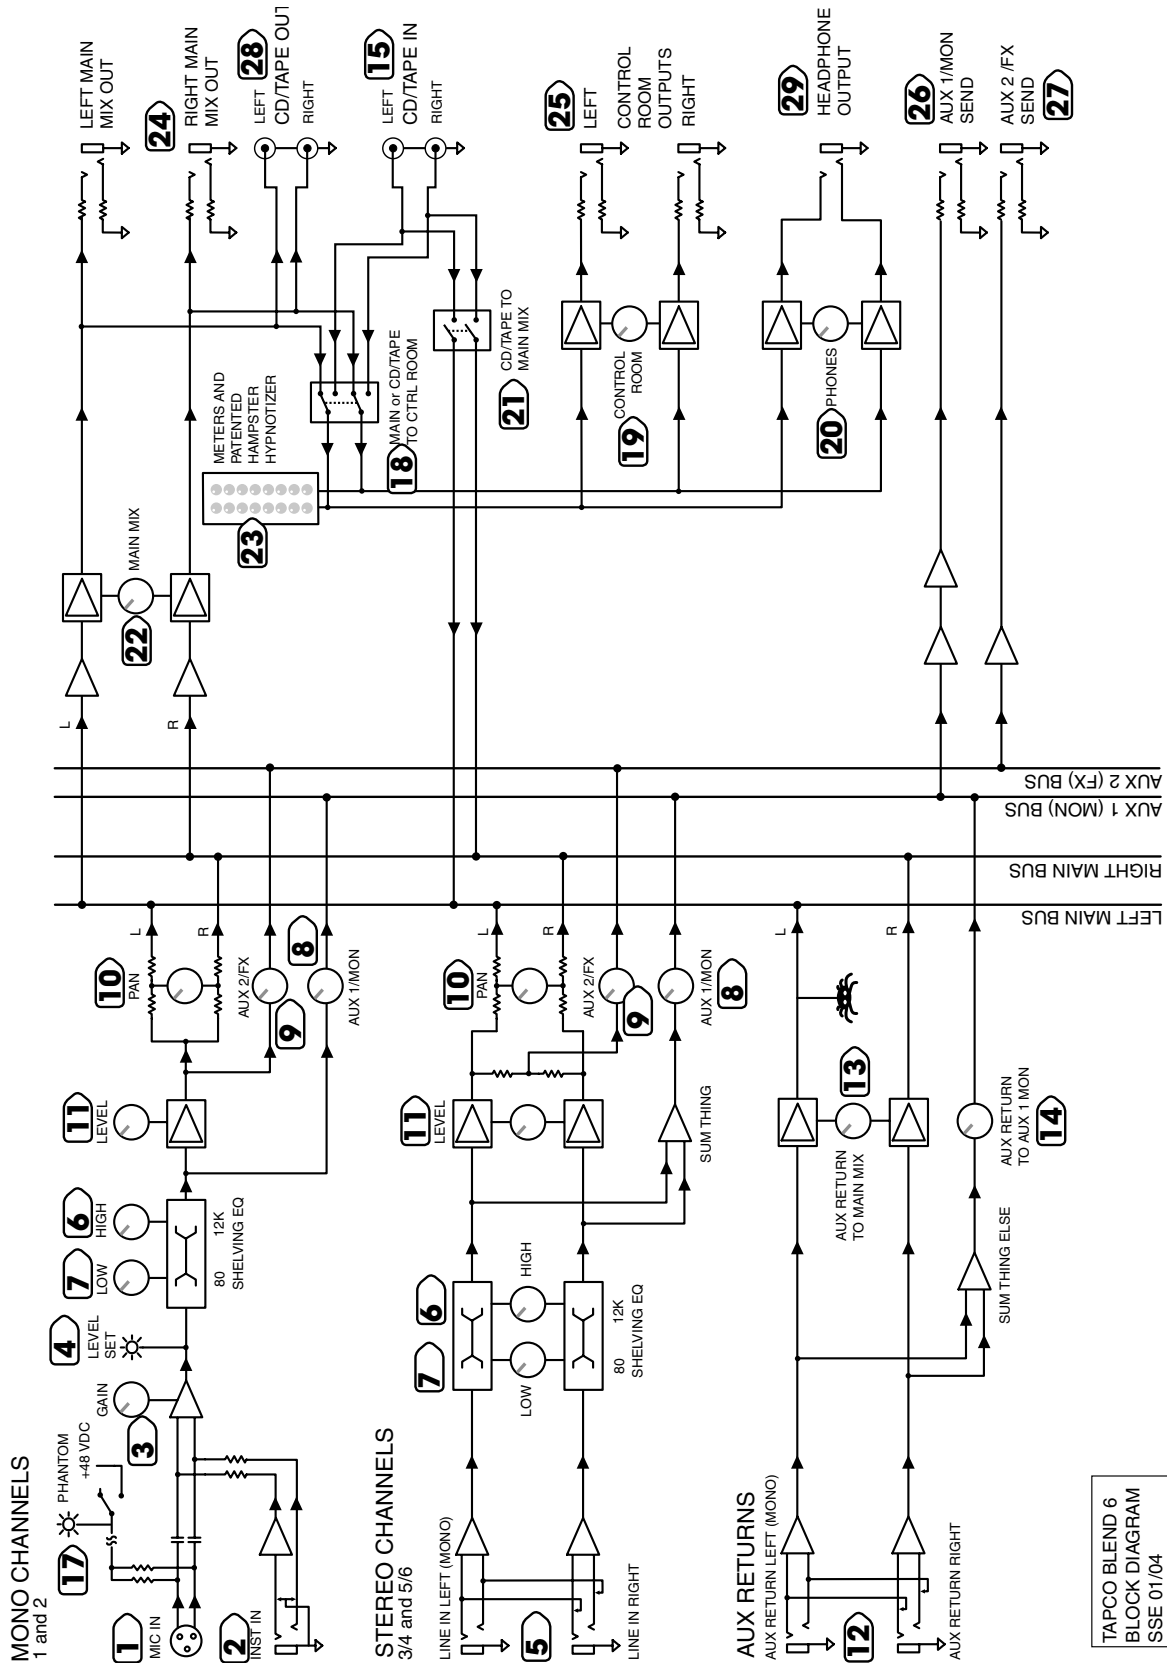 MONO CHANNELS
1 and 2
17
PHANTOM
+48 VDC
1
MIC IN
2
INST IN
3
GAIN
4
LEVEL
SET
7
LOW
6
HIGH
80
12K
SHELVING EQ
11
LEVEL
10
PAN
L
R
AUX 2/FX
9
8
AUX 1/MON
STEREO CHANNELS
3/4 and 5/6
LINE IN LEFT (MONO)
5
LINE IN RIGHT
7
6
LOW
HIGH
80
12K
SHELVING EQ
11
LEVEL
SUM THING
10
PAN
L
R
AUX 2/FX
9
AUX 1/MON
8
AUX RETURNS
AUX RETURN LEFT (MONO)
12
AUX RETURN RIGHT
SUM THING ELSE
AUX RETURN
TO MAIN MIX
13
AUX RETURN
TO AUX 1 MON
14
L
R
LEFT MAIN BUS
RIGHT MAIN BUS
AUX 1 (MON) BUS
AUX 2 (FX) BUS
L
R
22
MAIN MIX
23
METERS AND
PATENTED
HAMPSTER
HYPNOTIZER
18
MAIN or CD/TAPE
TO CTRL ROOM
21
CD/TAPE TO
MAIN MIX
19
CONTROL
ROOM
20
PHONES
LEFT MAIN
MIX OUT
24
RIGHT MAIN
MIX OUT
28
LEFT
CD/TAPE OUT
RIGHT
15
LEFT
CD/TAPE IN
RIGHT
25
LEFT
CONTROL
ROOM
OUTPUTS
RIGHT
29
HEADPHONE
OUTPUT
26
AUX 1/MON
SEND
AUX 2 /FX
SEND
27
TAPCO BLEND 6
BLOCK DIAGRAM
SSE 01/04